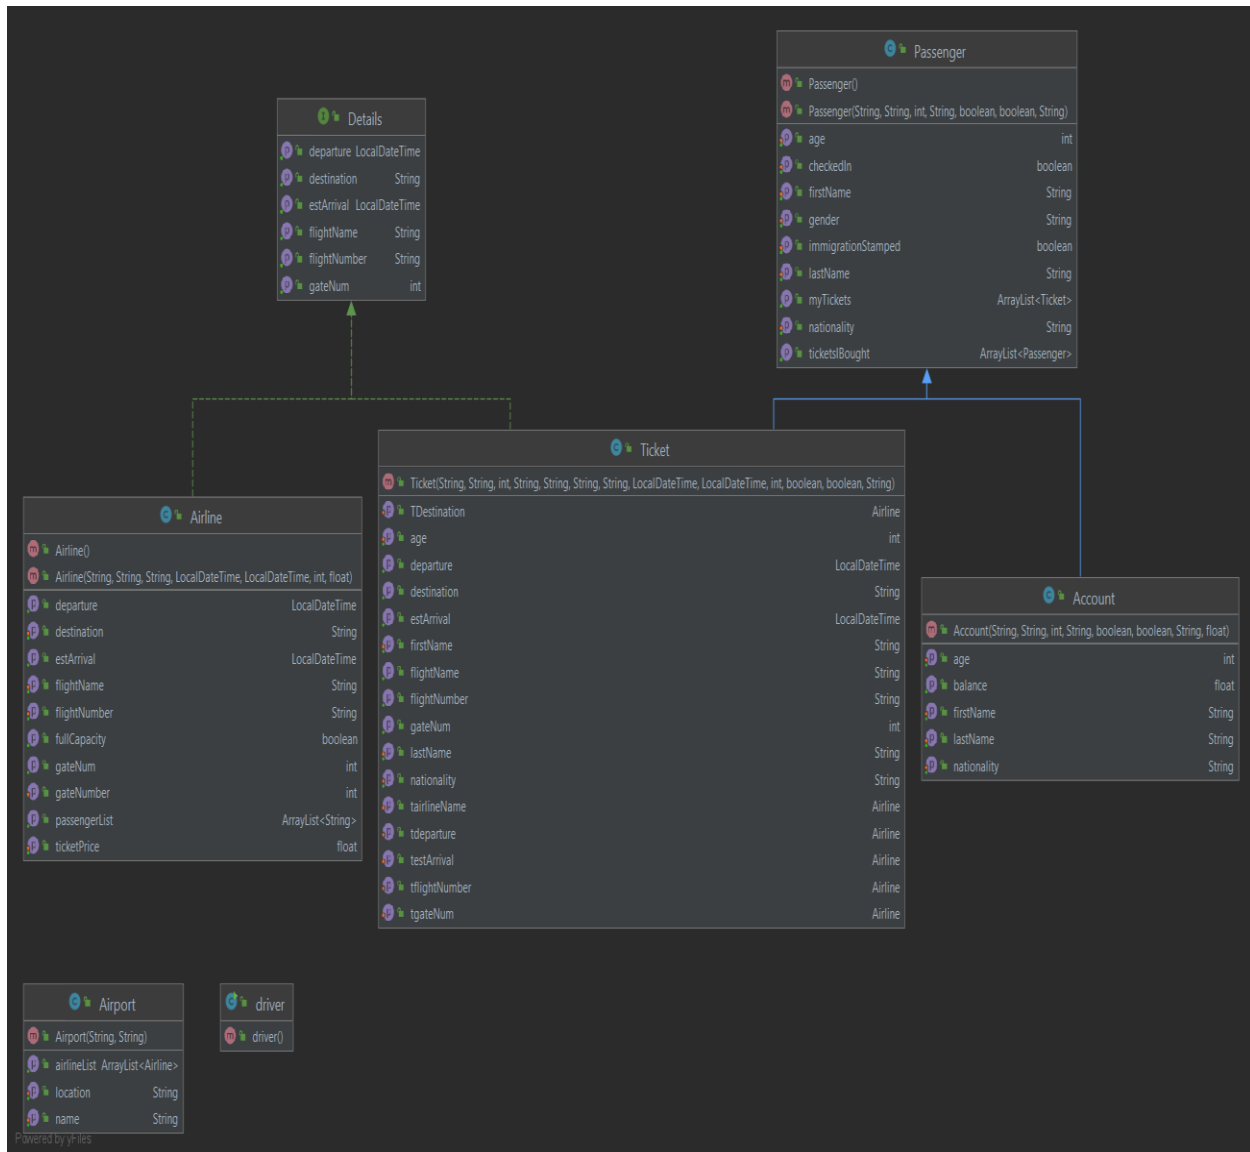 Passenger
Passenger()
Passenger(String, String, int, String, boolean, boolean, String)
age int
checkedIn boolean
firstName String
gender String
immigrationStamped boolean
lastName String
myTickets ArrayList<Ticket>
nationality String
ticketsIBought ArrayList<Passenger>
Details
departure LocalDateTime
destination String
estArrival LocalDateTime
flightName String
flightNumber String
gateNum int
Ticket
Ticket(String, String, int, String, String, String, String, LocalDateTime, LocalDateTime, int, boolean, boolean, String)
TDestination Airline
age int
departure LocalDateTime
destination String
estArrival LocalDateTime
firstName String
flightName String
flightNumber String
gateNum int
lastName String
nationality String
tairlineName Airline
tdeparture Airline
testArrival Airline
tflightNumber Airline
tgateNum Airline
Airline
Airline()
Airline(String, String, String, LocalDateTime, LocalDateTime, int, float)
departure LocalDateTime
destination String
estArrival LocalDateTime
flightName String
flightNumber String
fullCapacity boolean
gateNum int
gateNumber int
passengerList ArrayList<String>
ticketPrice float
Account
Account(String, String, int, String, boolean, boolean, String, float)
age int
balance float
firstName String
lastName String
nationality String
Airport
Airport(String, String)
airlineList ArrayList<Airline>
location String
name String
driver
driver()
Powered by yFiles